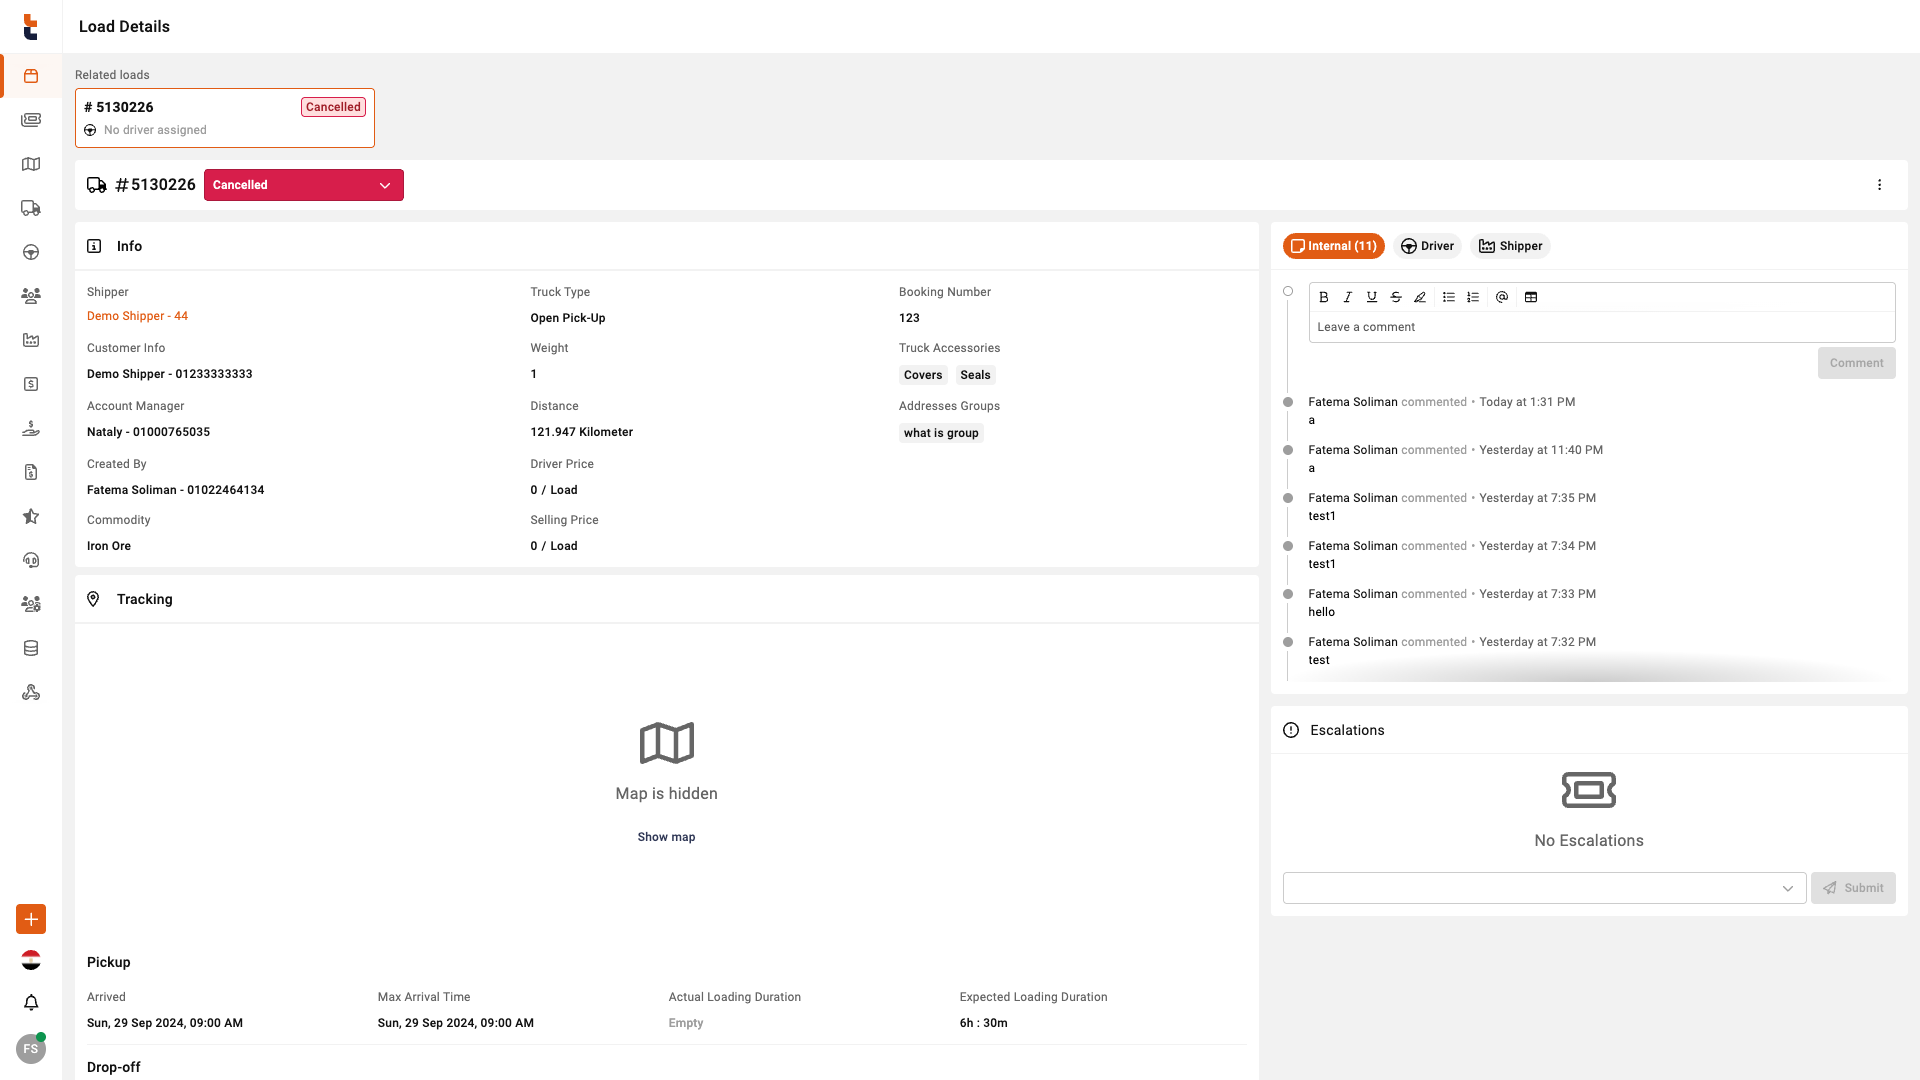 Load Details
Related loads
# 5130226
Cancelled
No driver assigned
#5130226
Cancelled
Info
Shipper
Demo Shipper - 44
Customer Info
Demo Shipper - 01233333333
Account Manager
Nataly - 01000765035
Created By
Fatema Soliman - 01022464134
Commodity
Iron Ore
Truck Type
Open Pick-Up
Weight
1
Distance
121.947 Kilometer
Driver Price
0 / Load
Selling Price
0 / Load
Booking Number
123
Truck Accessories
Covers Seals
Addresses Groups
what is group
Tracking
Map is hidden
Show map
Pickup
Arrived
Sun, 29 Sep 2024, 09:00 AM
Max Arrival Time
Sun, 29 Sep 2024, 09:00 AM
Actual Loading Duration
Empty
Expected Loading Duration
6h : 30m
Drop-off
Internal (11)
Driver
Shipper
B I U S
Leave a comment
Comment
Fatema Soliman commented • Today at 1:31 PM
a
Fatema Soliman commented • Yesterday at 11:40 PM
a
Fatema Soliman commented • Yesterday at 7:35 PM
test1
Fatema Soliman commented • Yesterday at 7:34 PM
test1
Fatema Soliman commented • Yesterday at 7:33 PM
hello
Fatema Soliman commented • Yesterday at 7:32 PM
test
Escalations
No Escalations
Submit
FS